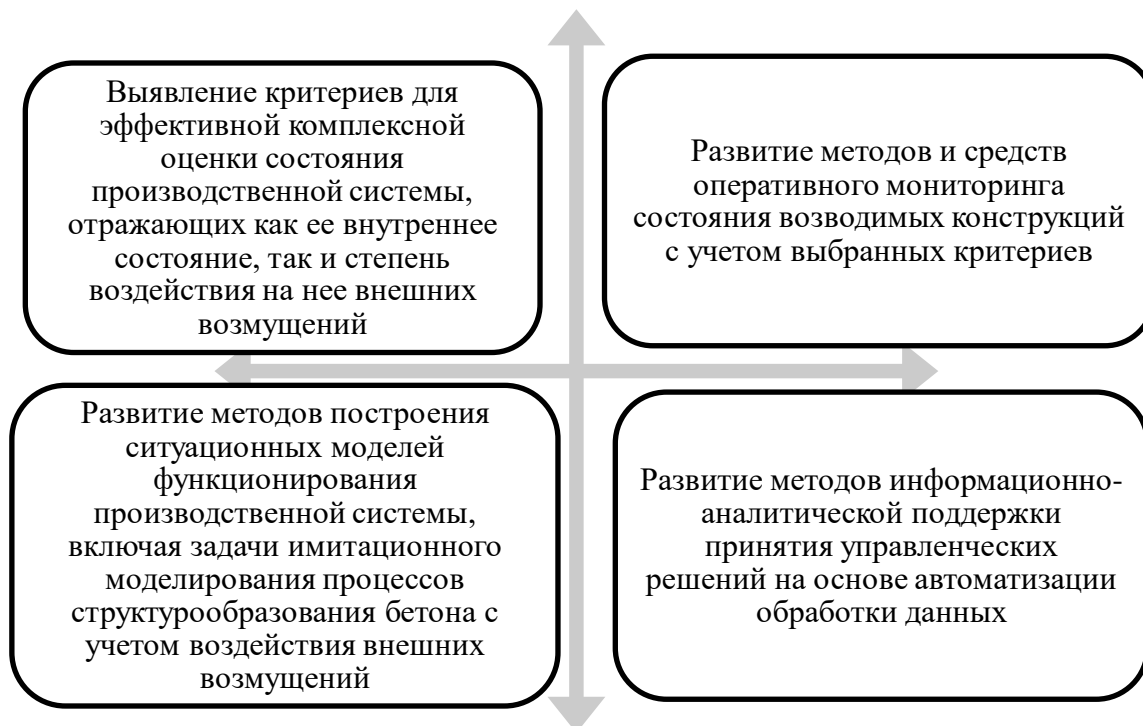 Выявление критериев для
эффективной комплексной
оценки состояния
производственной системы,
отражающих как ее внутреннее
состояние, так и степень
воздействия на нее внешних
возмущений
Развитие методов и средств
оперативного мониторинга
состояния возводимых конструкций
с учетом выбранных критериев
Развитие методов построения
ситуационных моделей
функционирования
производственной системы,
включая задачи имитационного
моделирования процессов
структурообразования бетона с
учетом воздействия внешних
возмущений
Развитие методов информационно-
аналитической поддержки
принятия управленческих
решений на основе автоматизации
обработки данных